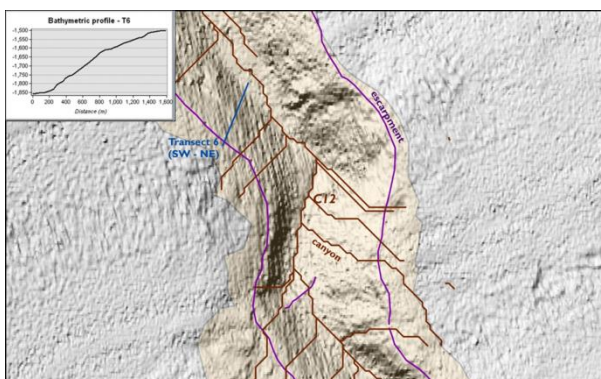 Bathymetric profile - T6
-1,500
-1,550
-1,600
-1,650
-1,700
-1,750
-1,800
-1,850
0 200 400 600 800 1,000 1,200 1,400 1,600
Distance (m)
escarpment
Transect 6
(SW - NE)
C12
canyon